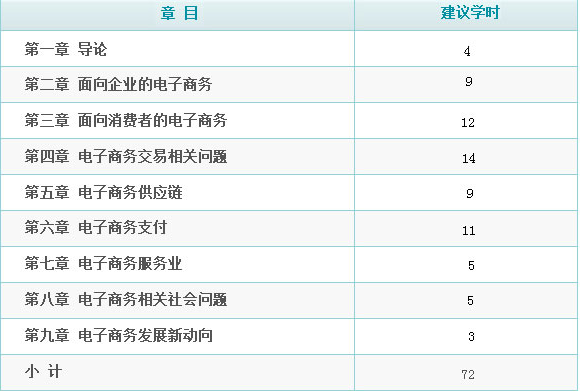 章 目 建议学时
第一章 导论 4
第二章 面向企业的电子商务 9
第三章 面向消费者的电子商务 12
第四章 电子商务交易相关问题 14
第五章 电子商务供应链 9
第六章 电子商务支付 11
第七章 电子商务服务业 5
第八章 电子商务相关社会问题 5
第九章 电子商务发展新动向 3
小 计 72